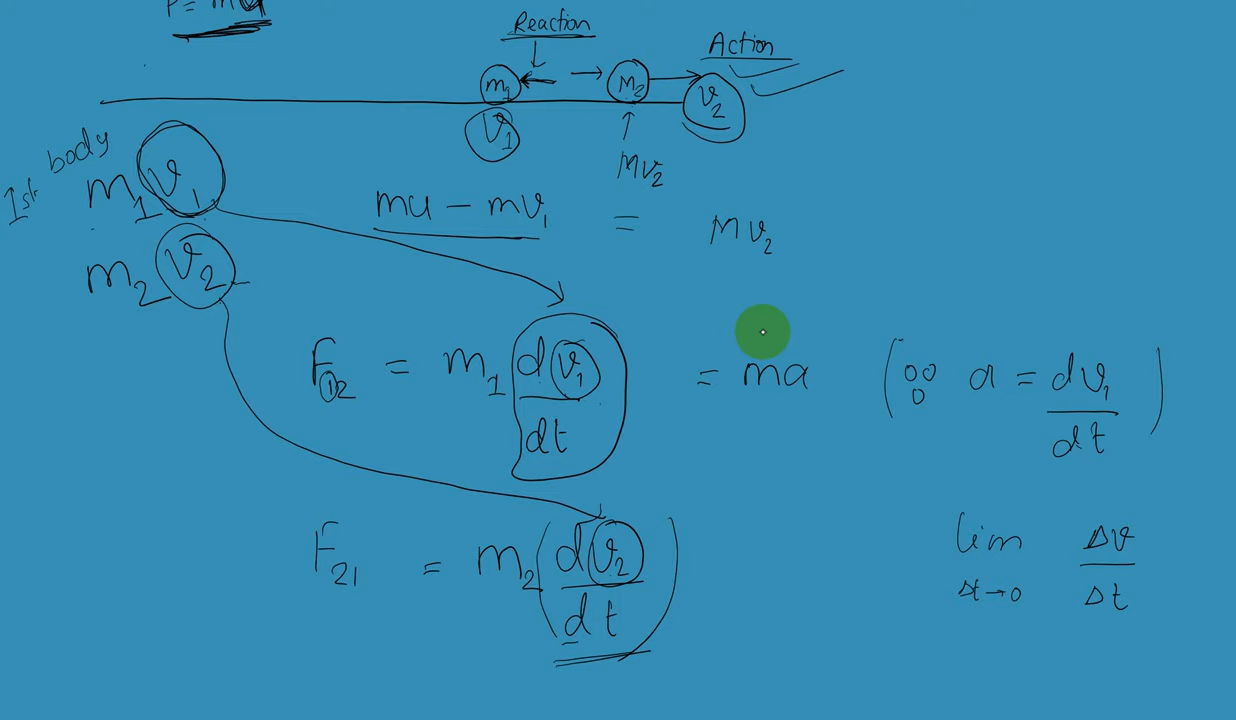 F = ma
Reaction
Action
m₁ M₂ v₂
v₁
Mv₂
1st body
m₁ v₁
mu − mv₁ = Mv₂
m₂ v₂
F₁₂ = m₁ dv₁/dt = ma (∵ a = dv₁/dt)
F₂₁ = m₂ (dv₂/dt)
lim Δt→0 Δv/Δt